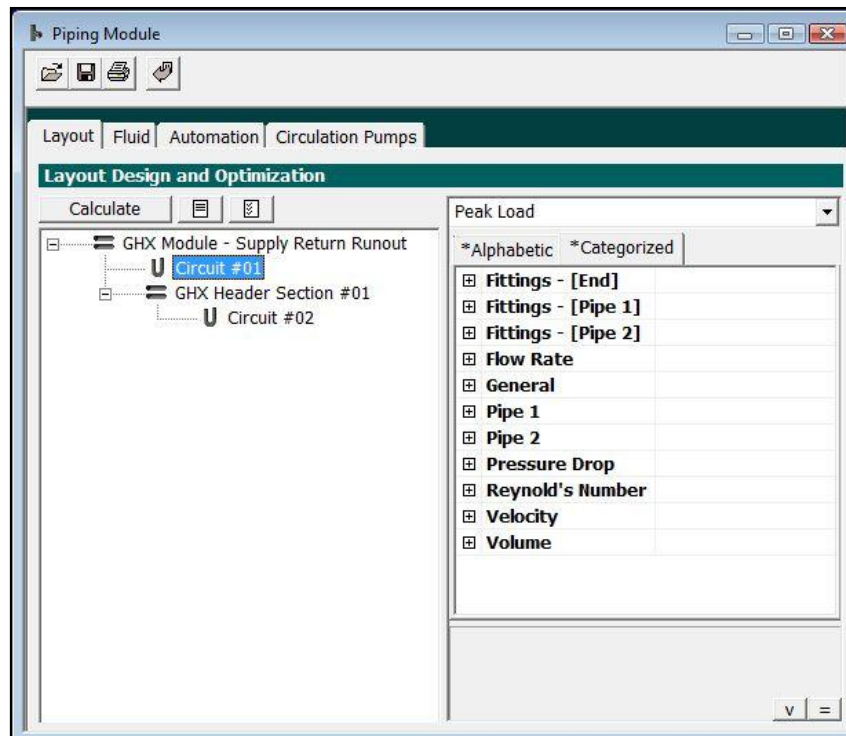 Piping Module
Layout Fluid Automation Circulation Pumps
Layout Design and Optimization
Calculate
GHX Module - Supply Return Runout
Circuit #01
GHX Header Section #01
Circuit #02
Peak Load
*Alphabetic *Categorized
Fittings - [End]
Fittings - [Pipe 1]
Fittings - [Pipe 2]
Flow Rate
General
Pipe 1
Pipe 2
Pressure Drop
Reynold's Number
Velocity
Volume
v =